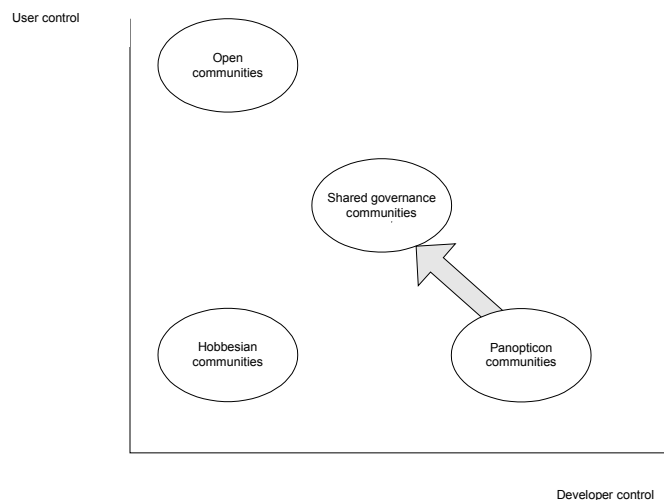 User control
Open
communities
Shared governance
communities
Hobbesian
communities
Panopticon
communities
Developer control